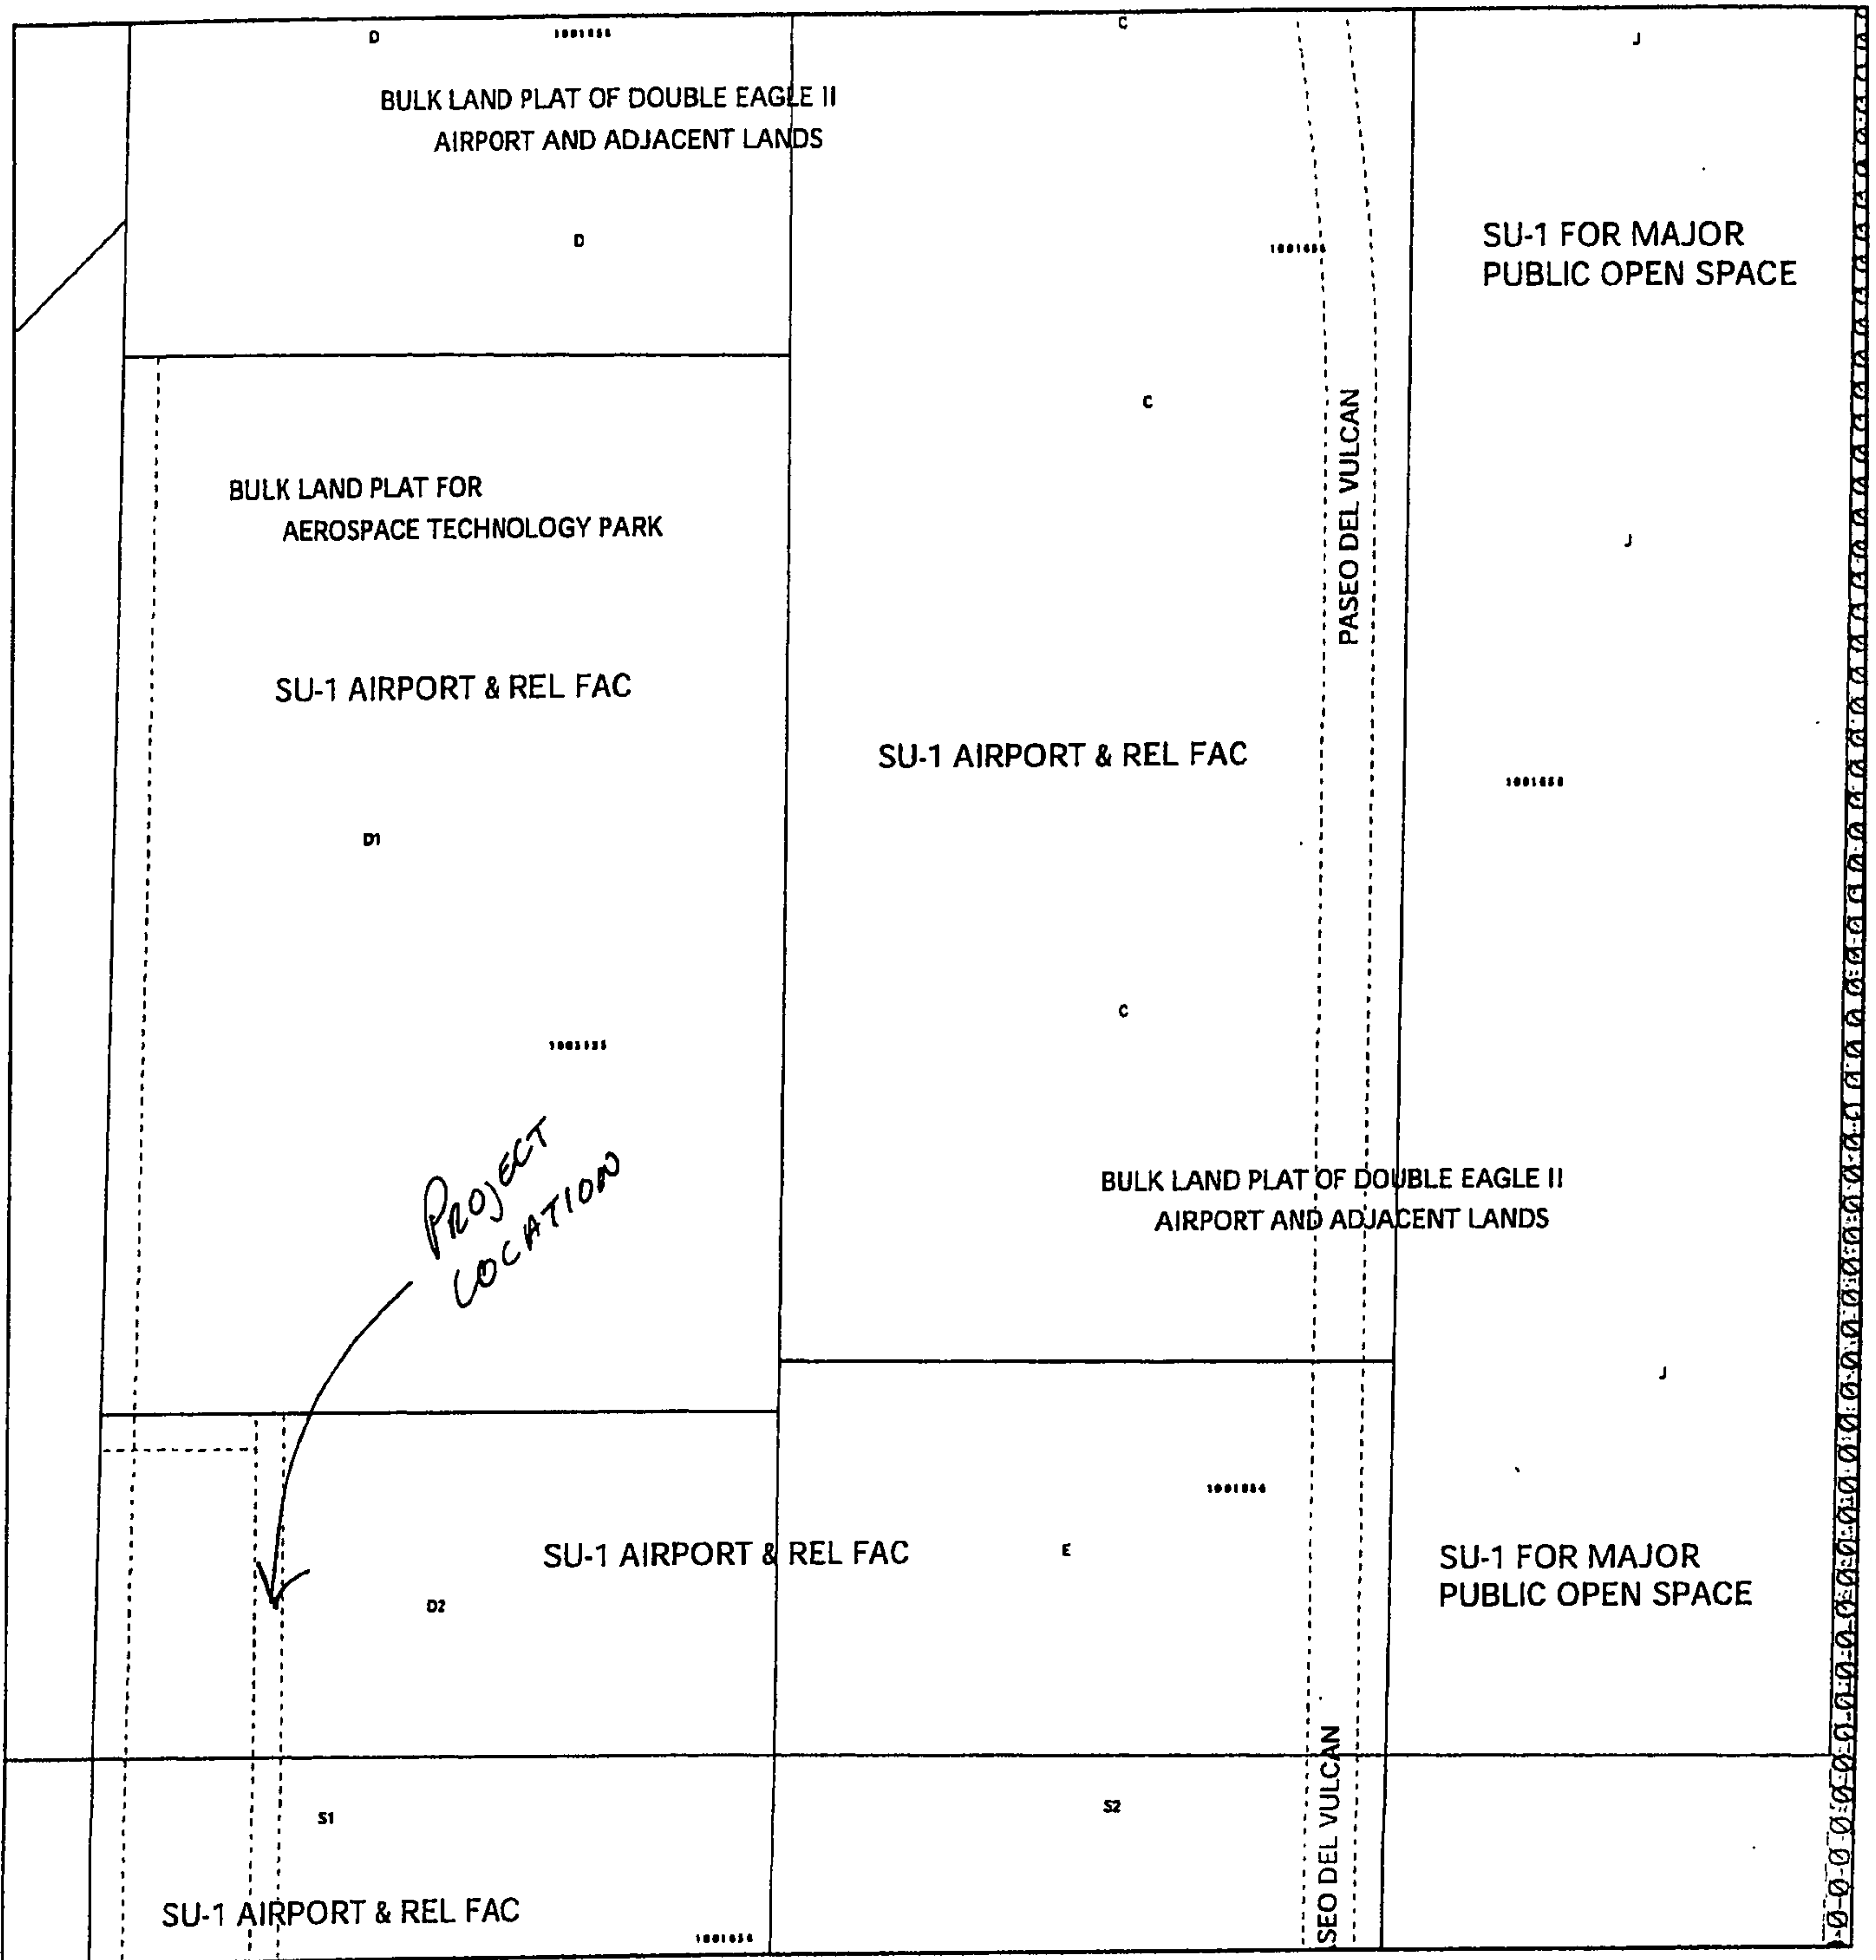 D
C
J
BULK LAND PLAT OF DOUBLE EAGLE II
AIRPORT AND ADJACENT LANDS
D
SU-1 FOR MAJOR
PUBLIC OPEN SPACE
C
PASEO DEL VULCAN
BULK LAND PLAT FOR
AEROSPACE TECHNOLOGY PARK
J
SU-1 AIRPORT & REL FAC
SU-1 AIRPORT & REL FAC
D1
C
PROJECT
LOCATION
BULK LAND PLAT OF DOUBLE EAGLE II
AIRPORT AND ADJACENT LANDS
J
SU-1 AIRPORT & REL FAC
E
SU-1 FOR MAJOR
PUBLIC OPEN SPACE
D2
S1
S2
SEO DEL VULCAN
SU-1 AIRPORT & REL FAC